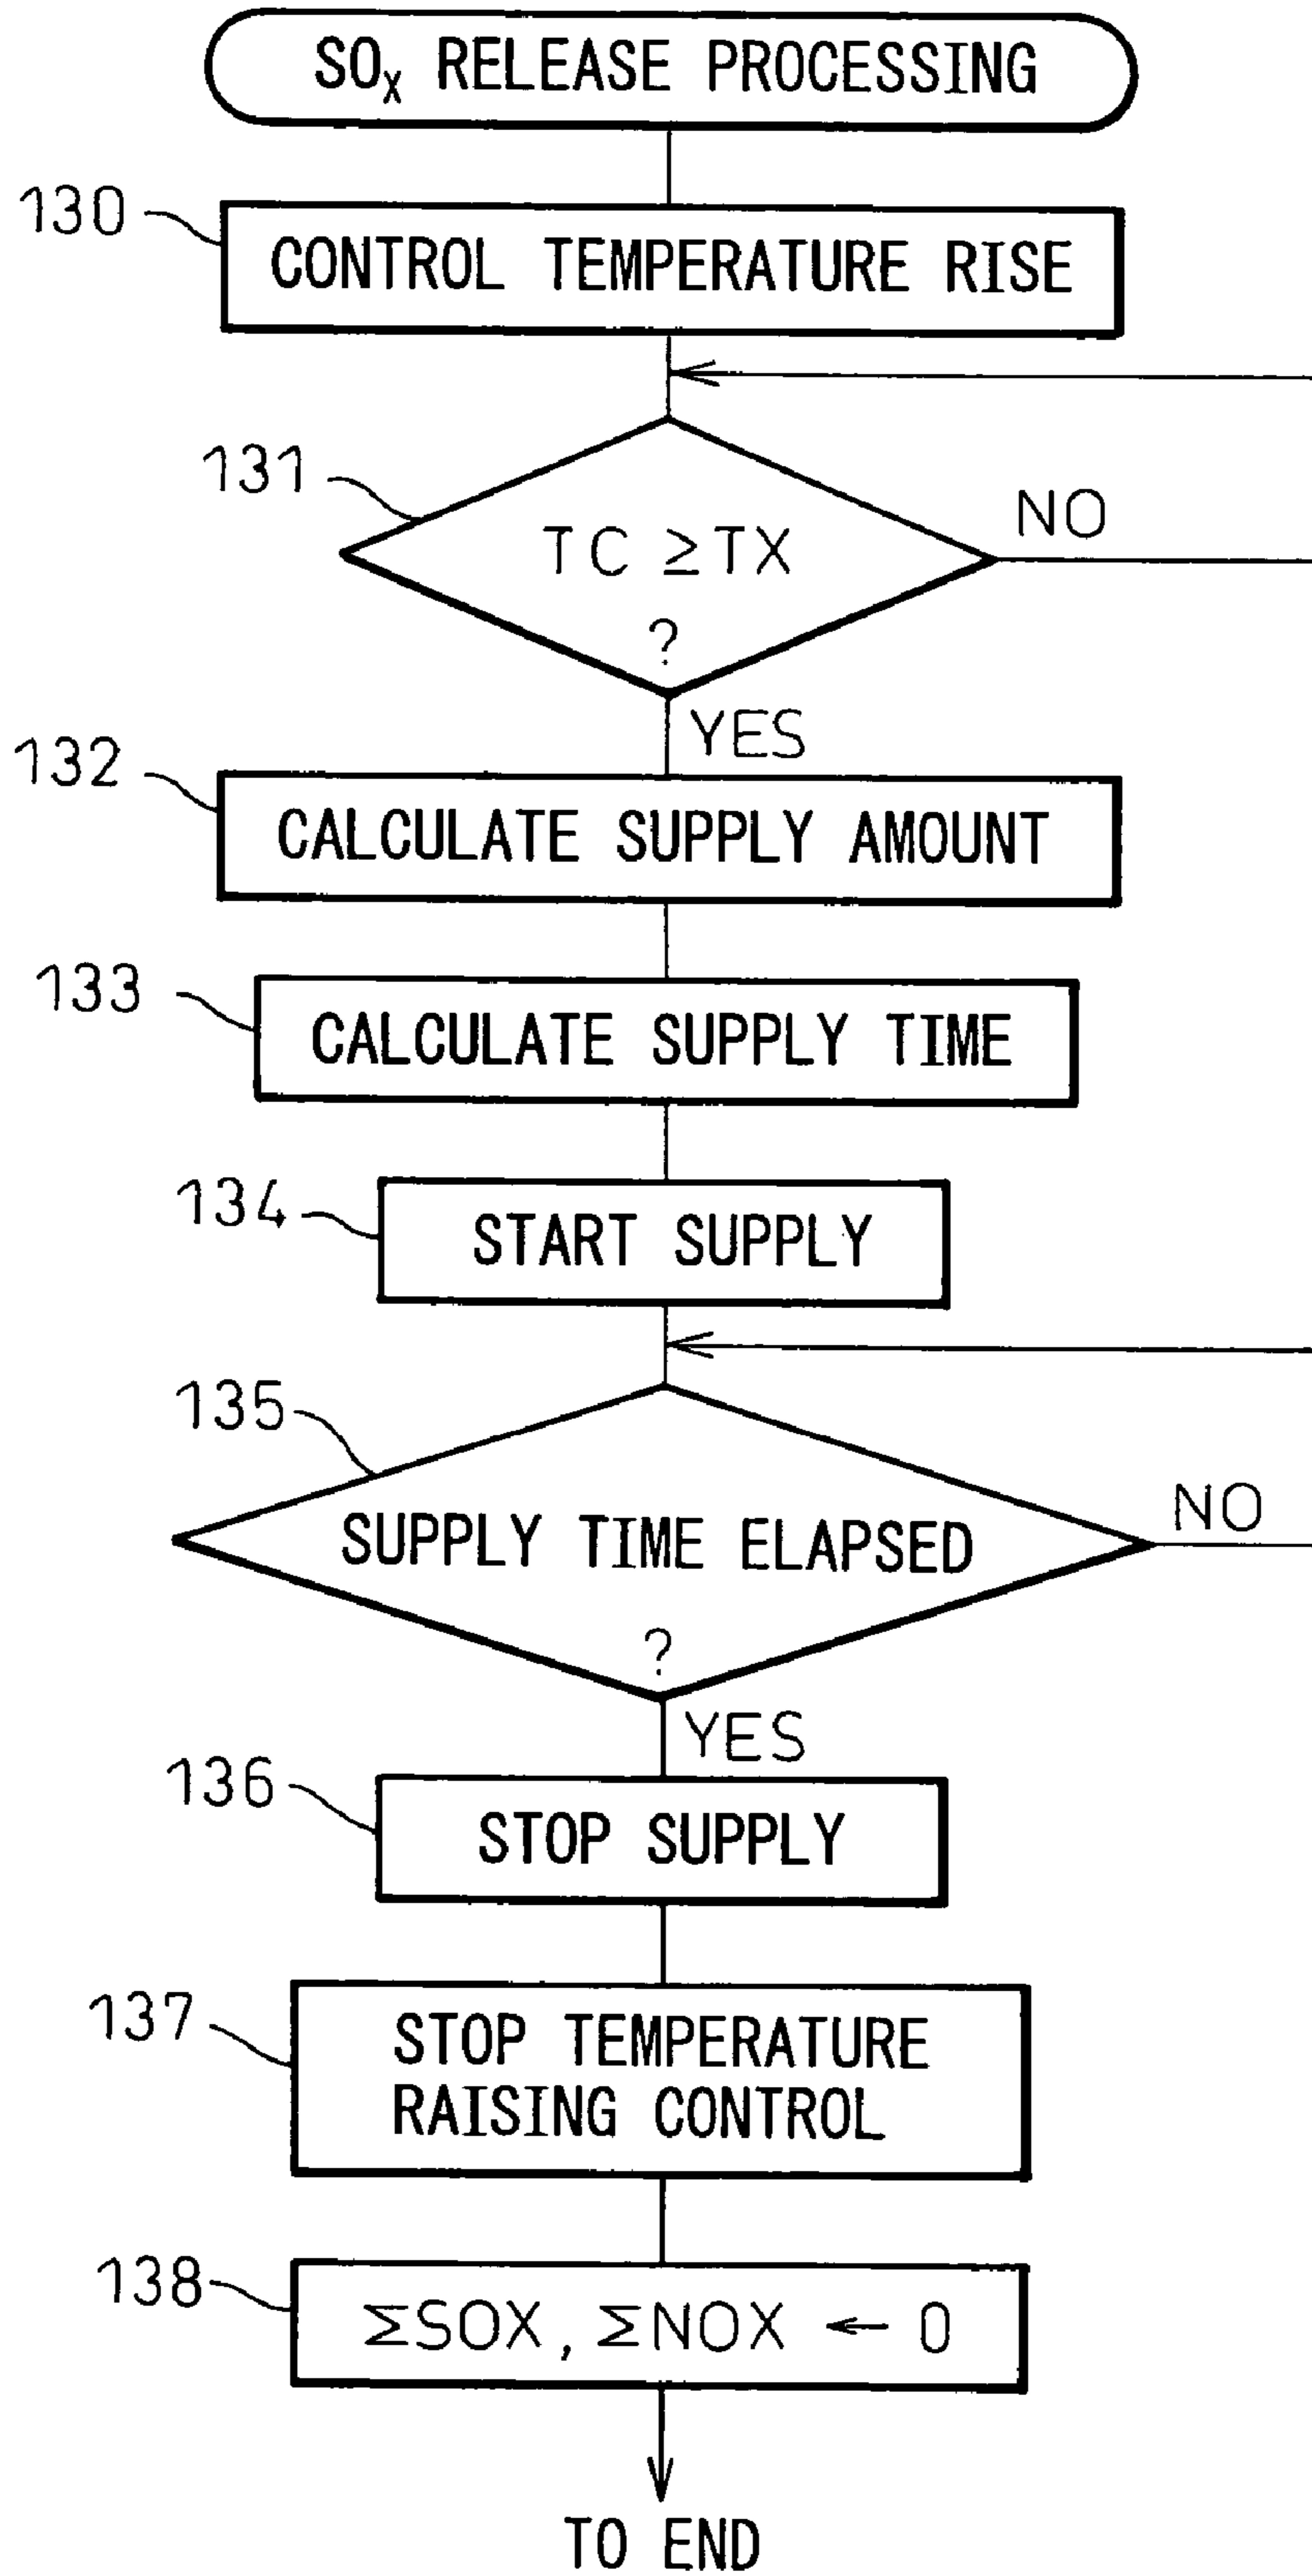 SOₓ RELEASE PROCESSING
130
CONTROL TEMPERATURE RISE
131
TC ≥ TX
?
NO
YES
132
CALCULATE SUPPLY AMOUNT
133
CALCULATE SUPPLY TIME
134
START SUPPLY
135
SUPPLY TIME ELAPSED
?
NO
YES
136
STOP SUPPLY
137
STOP TEMPERATURE
RAISING CONTROL
138
ΣSOX, ΣNOX ← 0
TO END